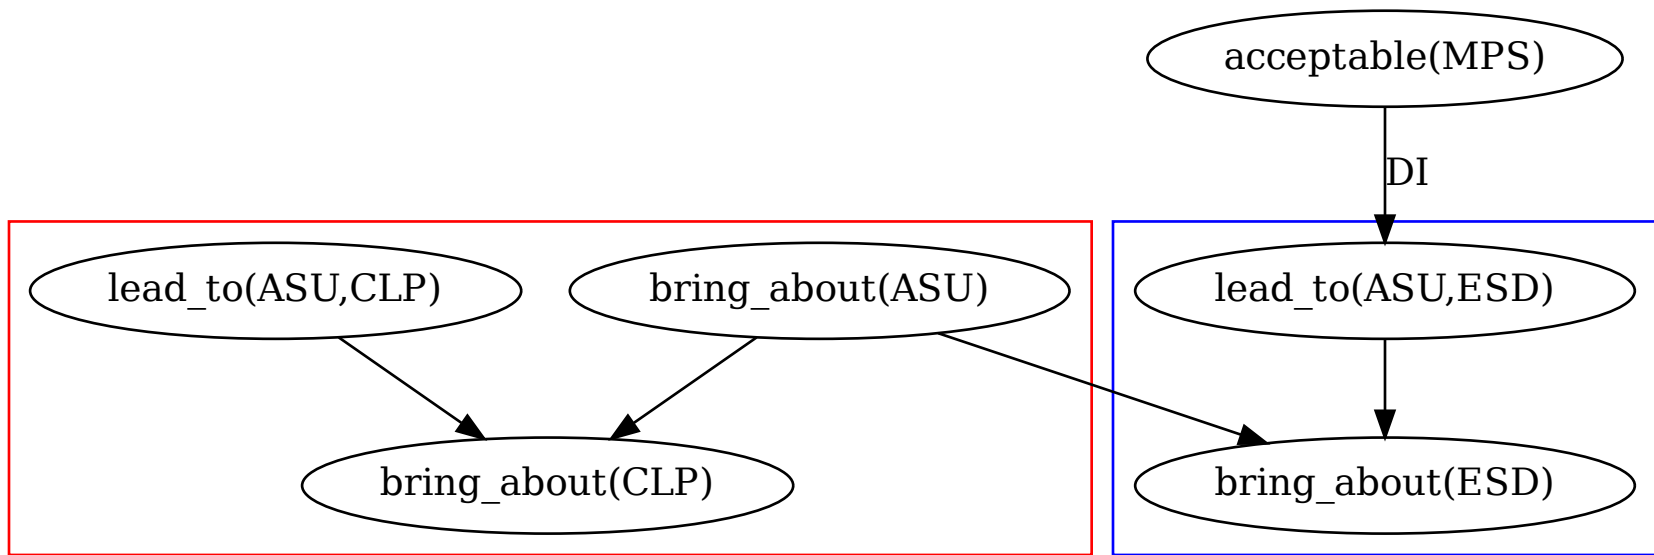 acceptable(MPS)
DI
lead_to(ASU,CLP)
bring_about(ASU)
lead_to(ASU,ESD)
bring_about(CLP)
bring_about(ESD)